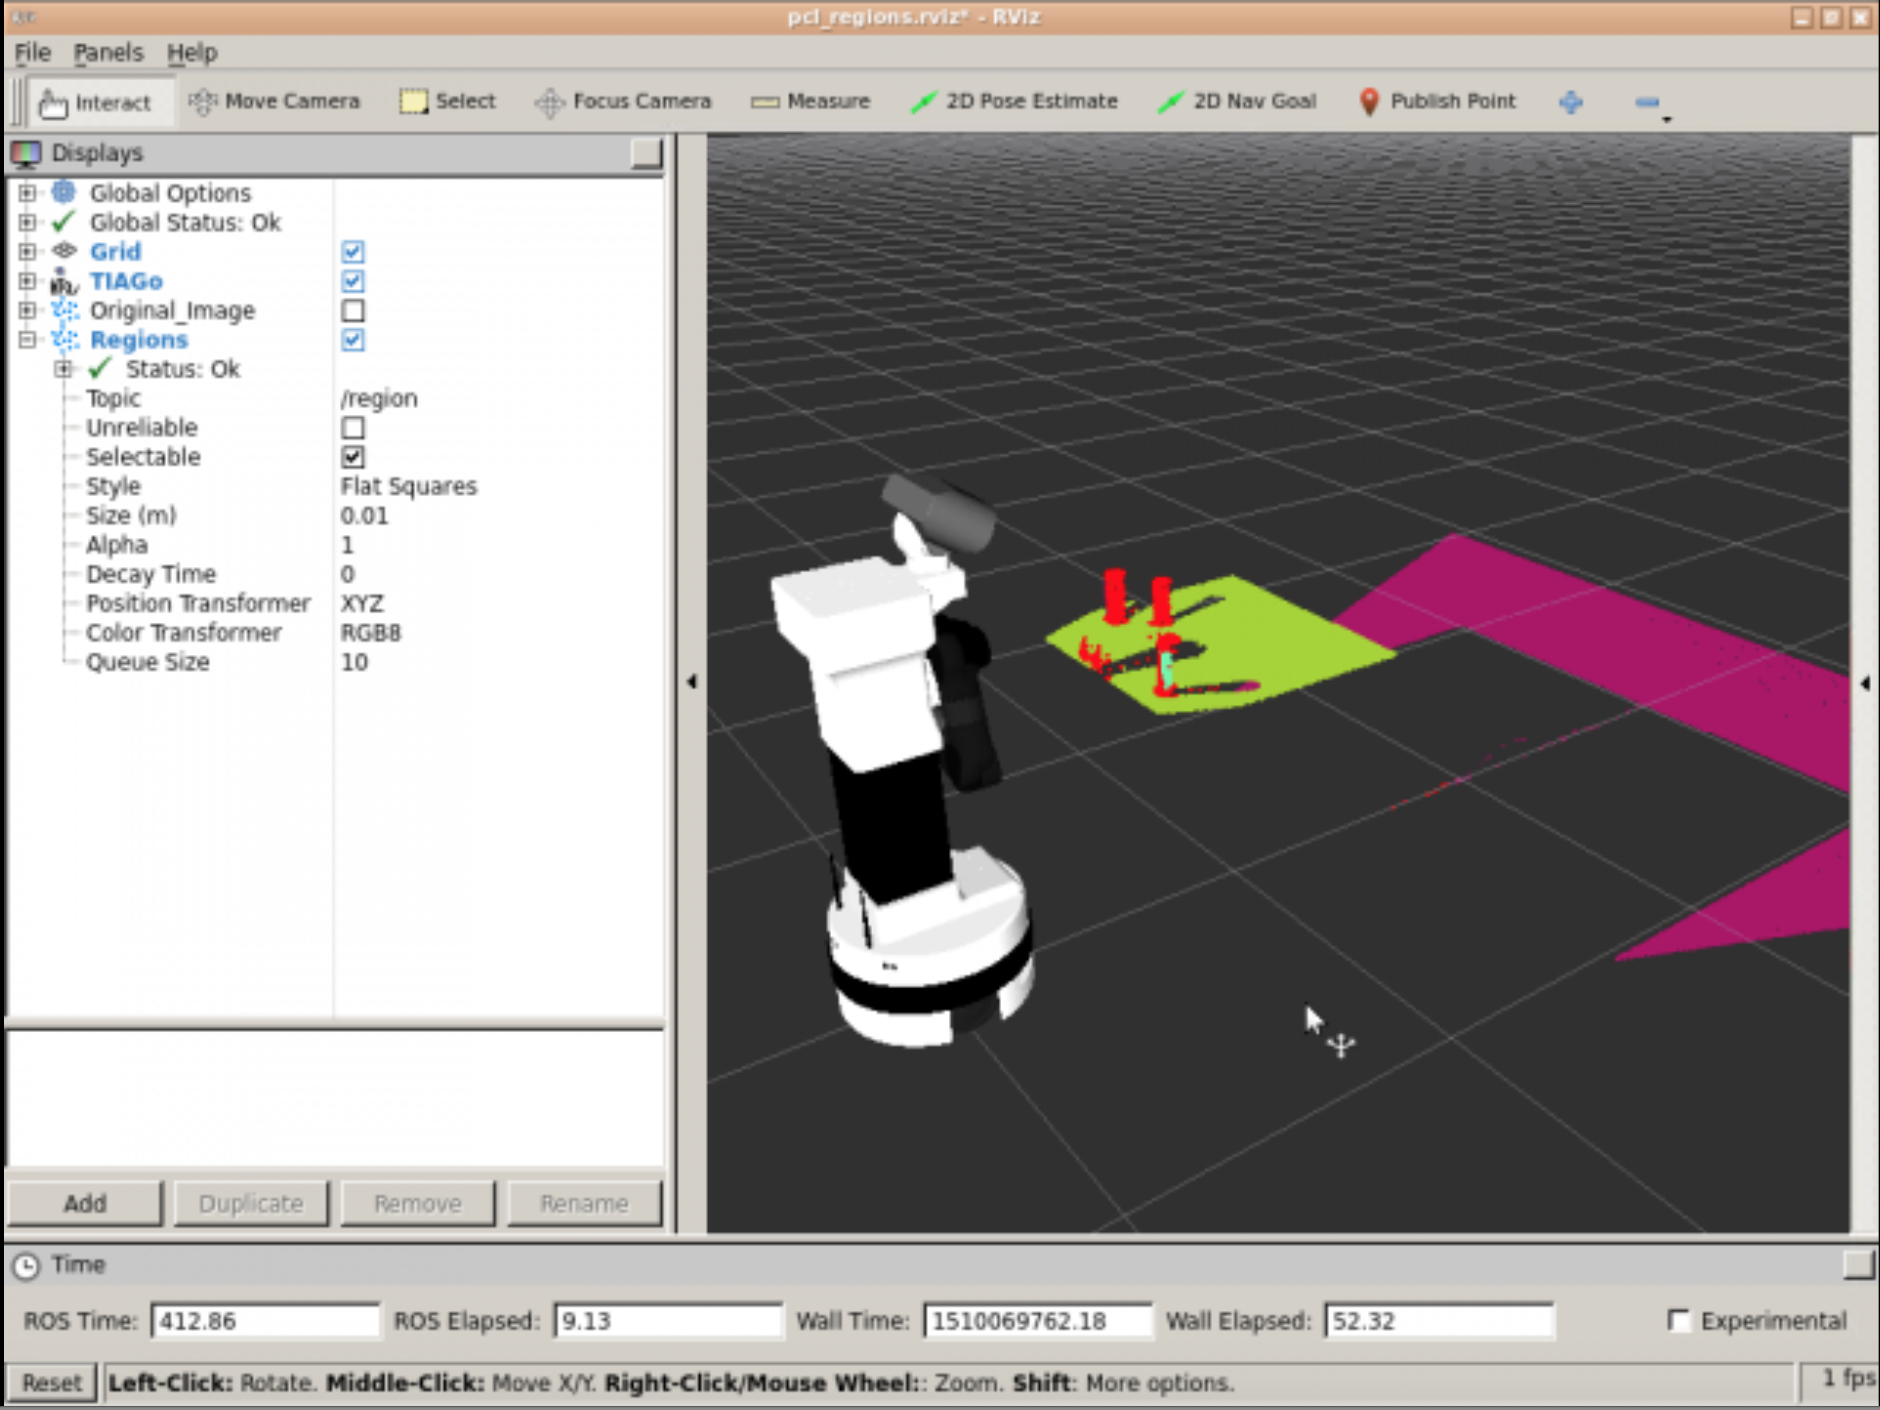 pcl_regions.rviz* - RViz
File Panels Help
Interact Move Camera Select Focus Camera Measure 2D Pose Estimate 2D Nav Goal Publish Point
Displays
Global Options
Global Status: Ok
Grid
TIAGo
Original_Image
Regions
Status: Ok
Topic /region
Unreliable
Selectable
Style Flat Squares
Size (m) 0.01
Alpha 1
Decay Time 0
Position Transformer XYZ
Color Transformer RGB8
Queue Size 10
Add Duplicate Remove Rename
Time
ROS Time: 412.86 ROS Elapsed: 9.13 Wall Time: 1510069762.18 Wall Elapsed: 52.32 Experimental
Reset Left-Click: Rotate. Middle-Click: Move X/Y. Right-Click/Mouse Wheel:: Zoom. Shift: More options. 1 fps